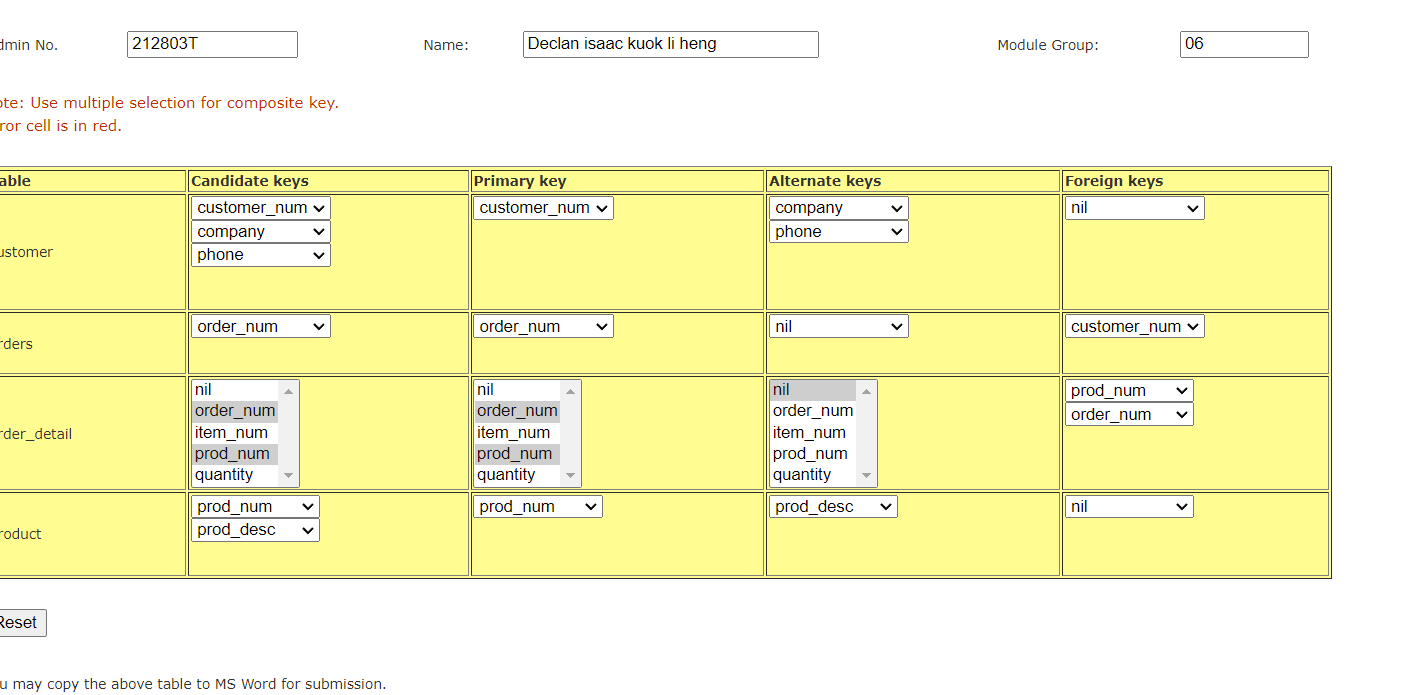 dmin No. 212803T Name: Declan isaac kuok li heng Module Group: 06
ote: Use multiple selection for composite key.
ror cell is in red.
able Candidate keys Primary key Alternate keys Foreign keys
ustomer
customer_num
company
phone
customer_num
company
phone
nil
rders
order_num
order_num
nil
customer_num
rder_detail
nil
order_num
item_num
prod_num
quantity
nil
order_num
item_num
prod_num
quantity
nil
order_num
item_num
prod_num
quantity
prod_num
order_num
roduct
prod_num
prod_desc
prod_num
prod_desc
nil
Reset
u may copy the above table to MS Word for submission.